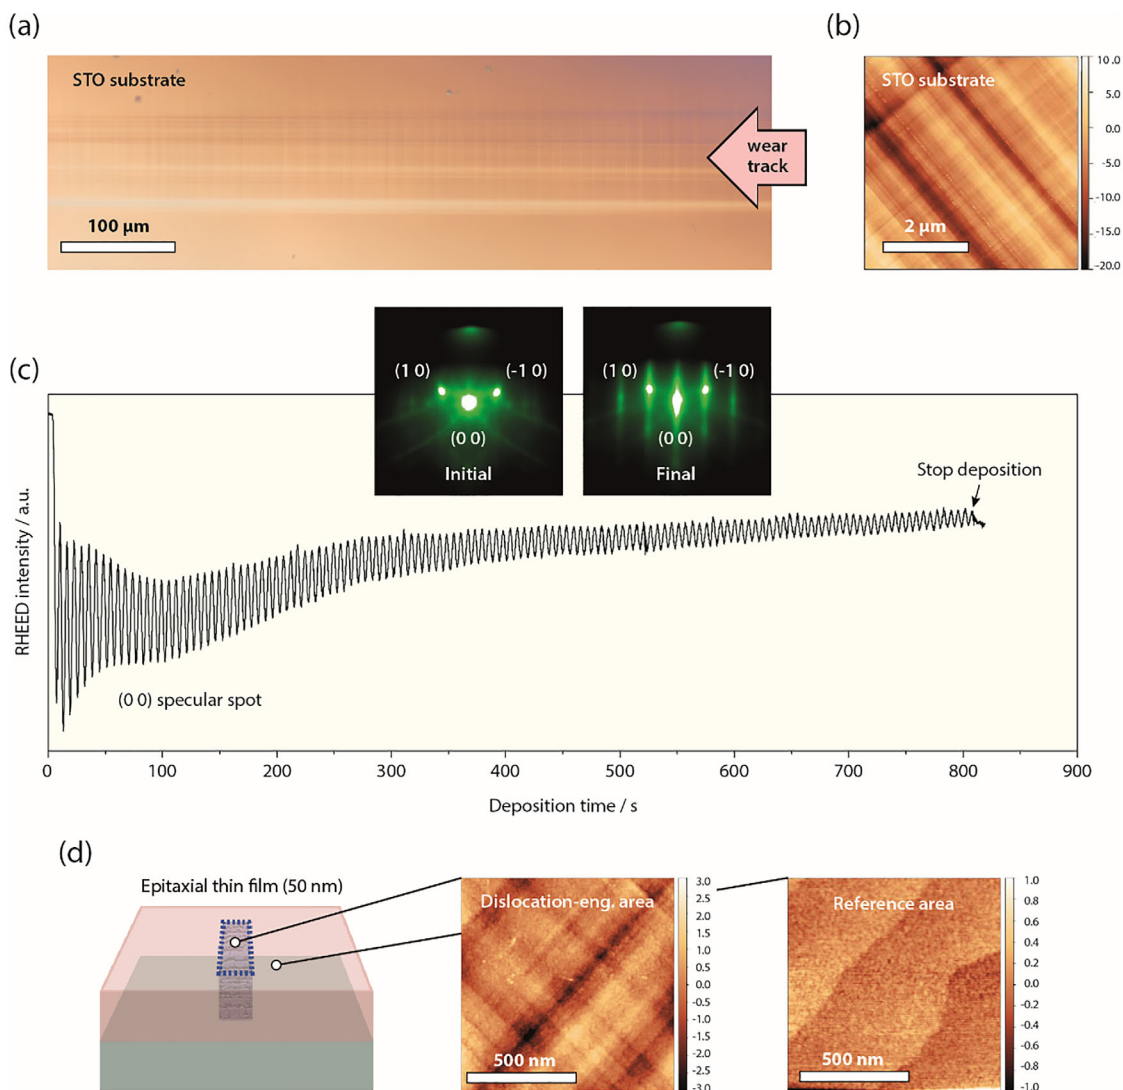 (a)
STO substrate
wear
track
100 µm
(b)
STO substrate
2 µm
10.0
5.0
0.0
-5.0
-10.0
-15.0
-20.0
(c)
(1 0)
(-1 0)
(0 0)
Initial
(1 0)
(-1 0)
(0 0)
Final
RHEED intensity / a.u.
Stop deposition
(0 0) specular spot
0
100
200
300
400
500
600
700
800
900
Deposition time / s
(d)
Epitaxial thin film (50 nm)
Dislocation-eng. area
500 nm
3.0
2.5
2.0
1.5
1.0
0.5
0.0
-0.5
-1.0
-1.5
-2.0
-2.5
-3.0
Reference area
500 nm
1.0
0.8
0.6
0.4
0.2
0.0
-0.2
-0.4
-0.6
-0.8
-1.0